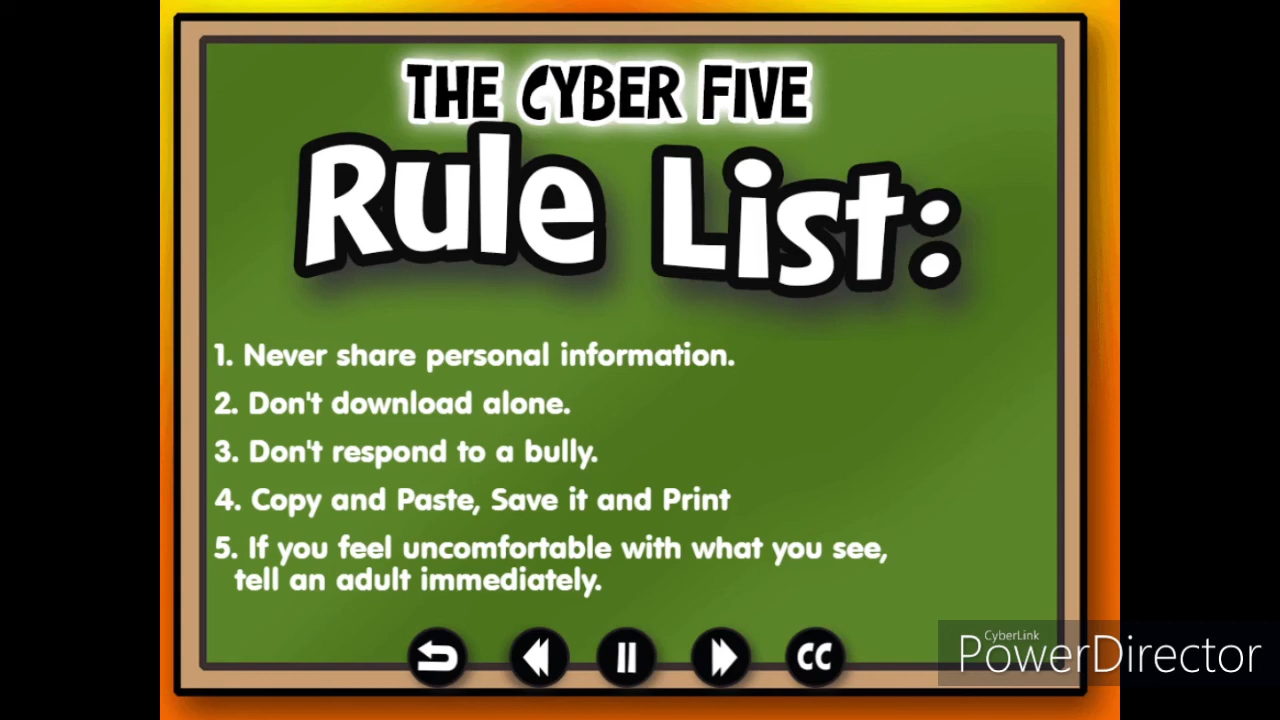 THE CYBER FIVE
Rule List:
1. Never share personal information.
2. Don't download alone.
3. Don't respond to a bully.
4. Copy and Paste, Save it and Print
5. If you feel uncomfortable with what you see,
tell an adult immediately.
CC
CyberLink
PowerDirector